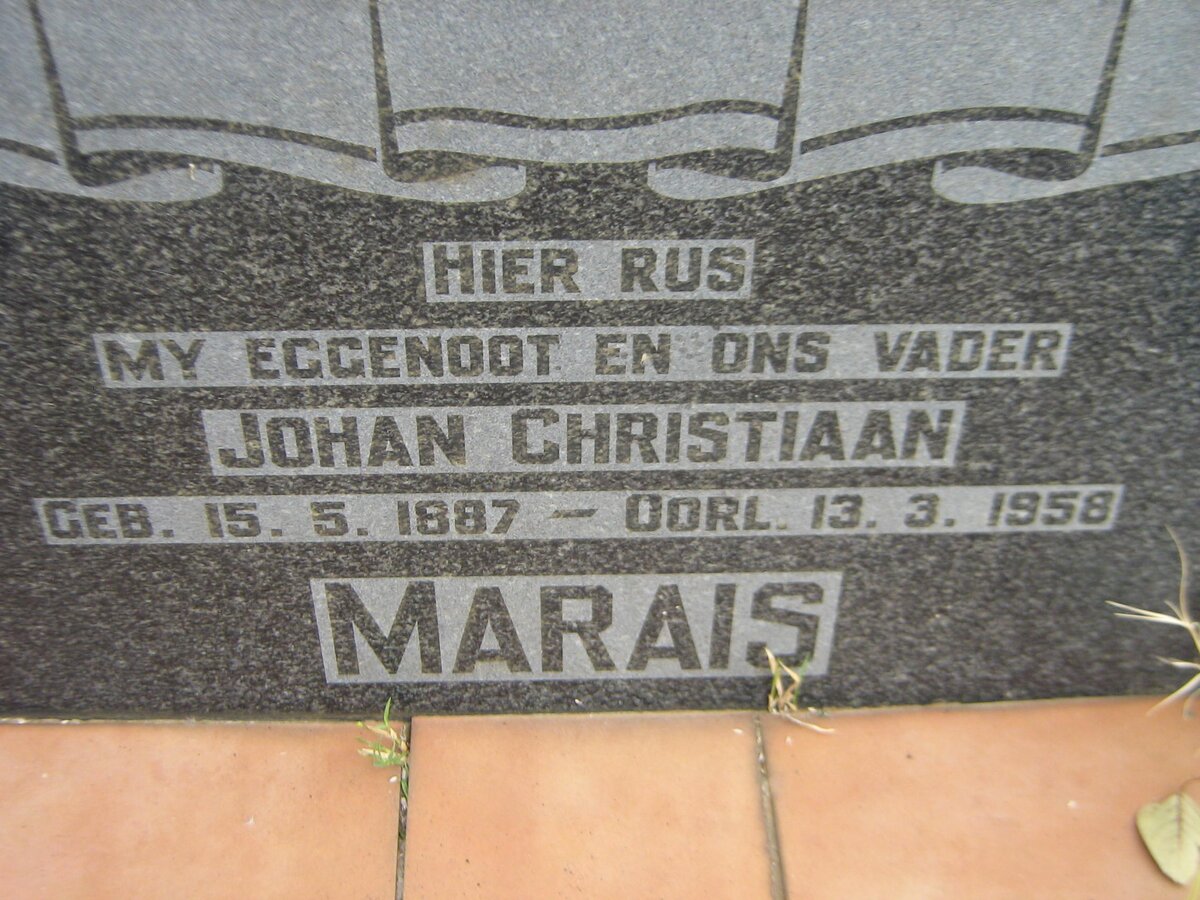 HIER RUS
MY EGGENOOT EN ONS VADER
JOHAN CHRISTIAAN
GEB. 15. 5. 1887 – OORL. 13. 3. 1958
MARAIS